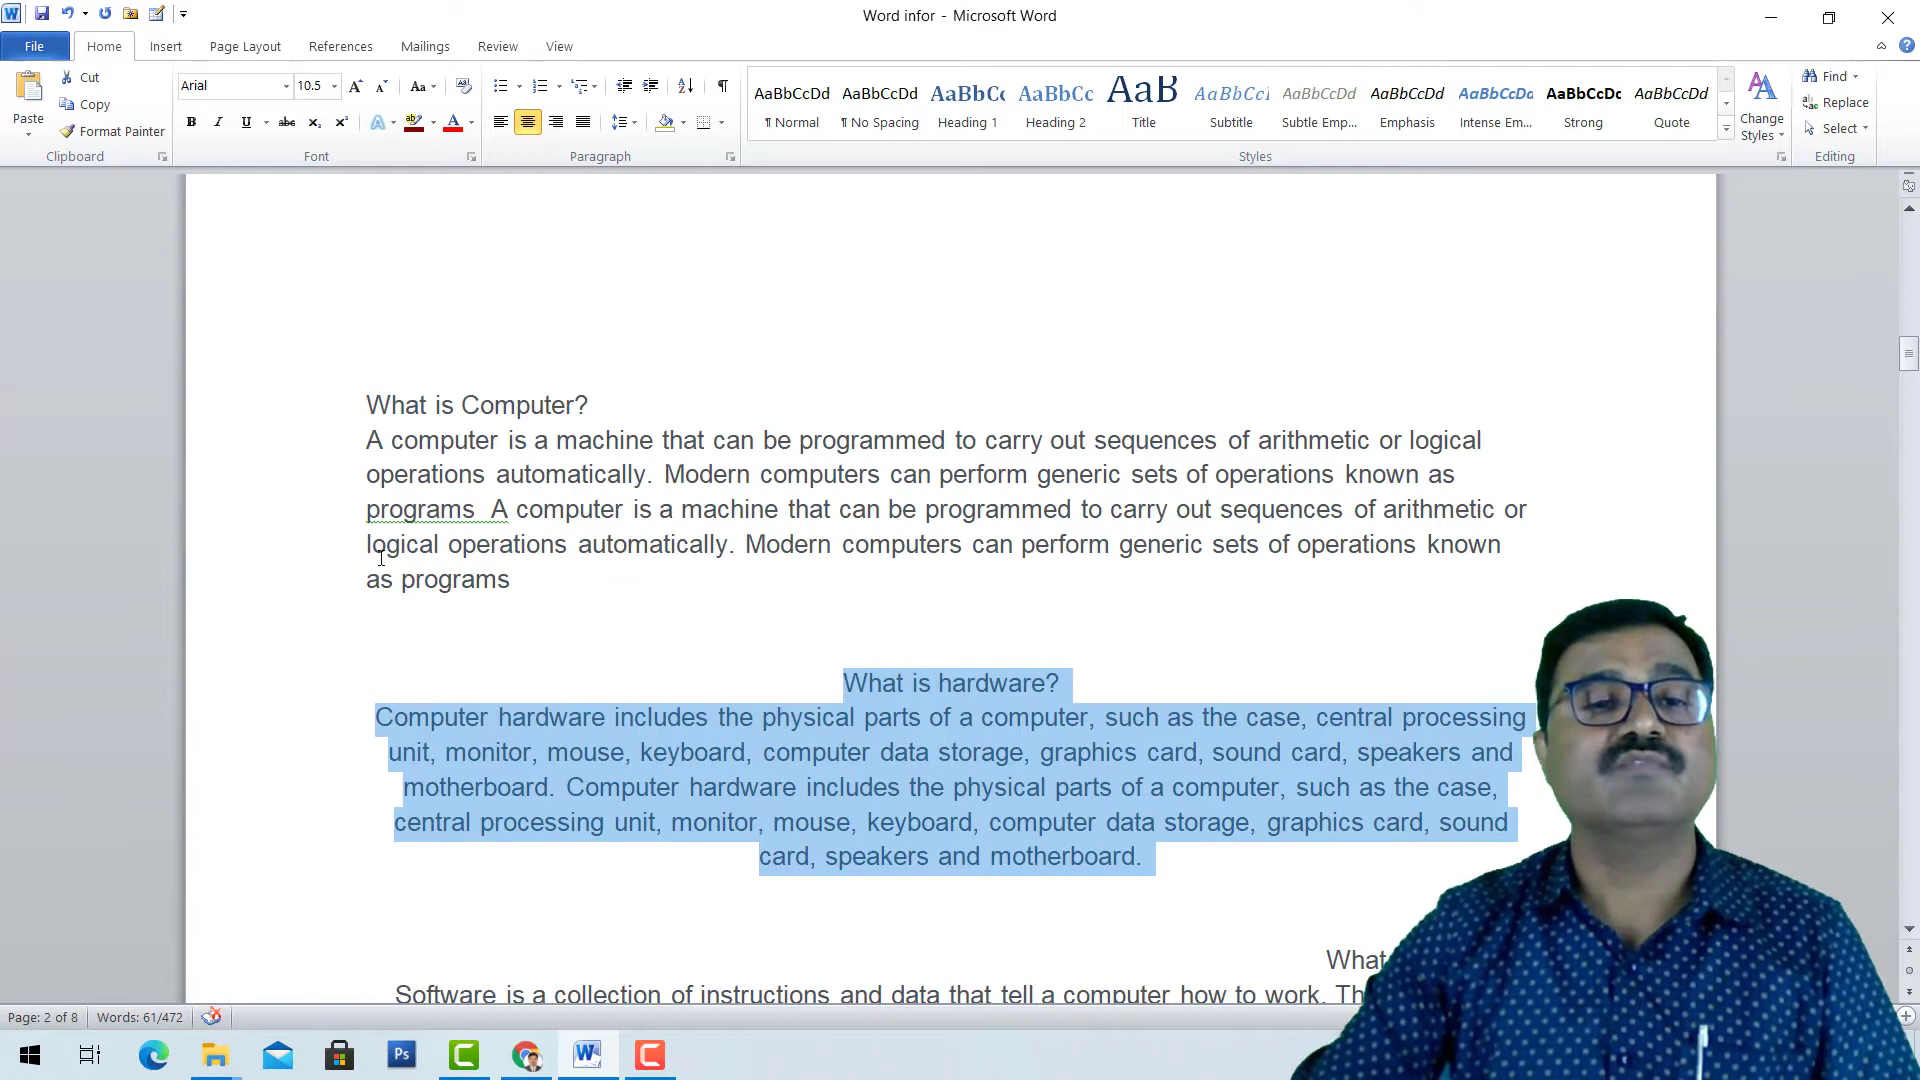 Word infor - Microsoft Word
File Home Insert Page Layout References Mailings Review View
Paste
Cut
Copy
Format Painter
Clipboard
Arial 10.5
Font
Paragraph
AaBbCcDd AaBbCcDd AaBbCc AaBbCc AaB AaBbCcI AaBbCcDd AaBbCcDd AaBbCcDd AaBbCcDc AaBbCcDd
¶ Normal ¶ No Spacing Heading 1 Heading 2 Title Subtitle Subtle Emp... Emphasis Intense Em... Strong Quote
Styles
Change Styles
Find
Replace
Select
Editing
What is Computer?
A computer is a machine that can be programmed to carry out sequences of arithmetic or logical
operations automatically. Modern computers can perform generic sets of operations known as
programs A computer is a machine that can be programmed to carry out sequences of arithmetic or
logical operations automatically. Modern computers can perform generic sets of operations known
as programs
What is hardware?
Computer hardware includes the physical parts of a computer, such as the case, central processing
unit, monitor, mouse, keyboard, computer data storage, graphics card, sound card, speakers and
motherboard. Computer hardware includes the physical parts of a computer, such as the case,
central processing unit, monitor, mouse, keyboard, computer data storage, graphics card, sound
card, speakers and motherboard.
What
Software is a collection of instructions and data that tell a computer how to work.
Page: 2 of 8 Words: 61/472
Ps